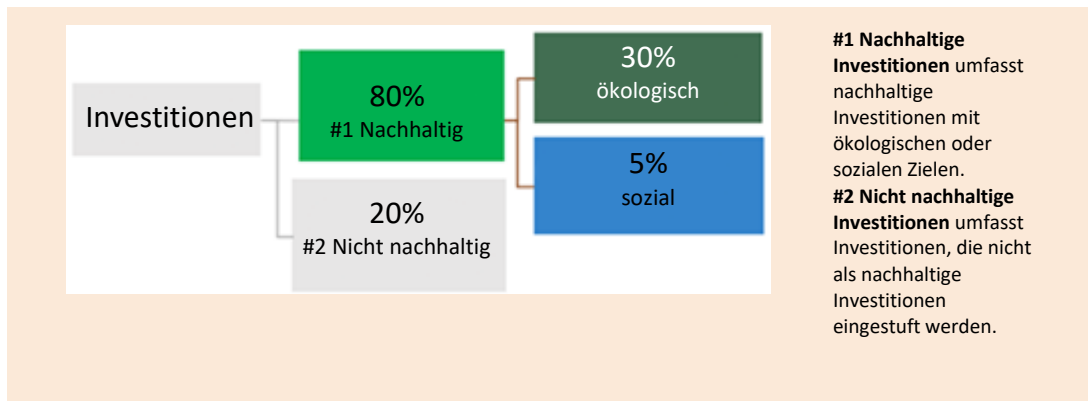 Investitionen
80%
#1 Nachhaltig
20%
#2 Nicht nachhaltig
30%
ökologisch
5%
sozial
#1 Nachhaltige
Investitionen umfasst
nachhaltige
Investitionen mit
ökologischen oder
sozialen Zielen.
#2 Nicht nachhaltige
Investitionen umfasst
Investitionen, die nicht
als nachhaltige
Investitionen
eingestuft werden.